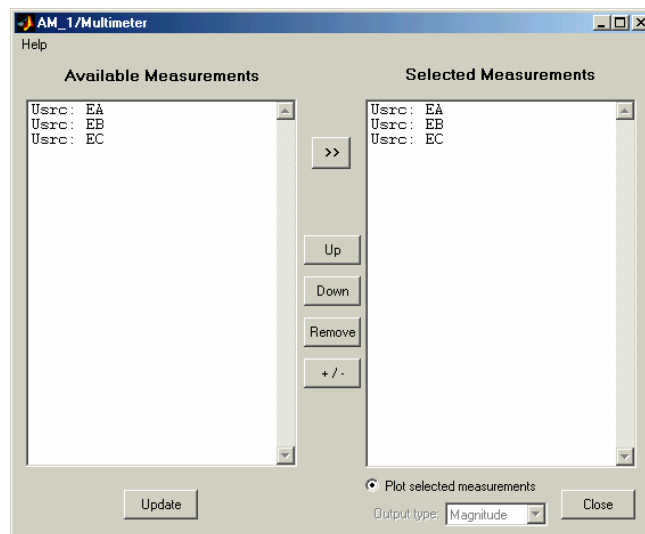 AM_1/Multimeter
Help
Available Measurements
Selected Measurements
Usrc: EA
Usrc: EB
Usrc: EC
>>
Up
Down
Remove
+ / -
Usrc: EA
Usrc: EB
Usrc: EC
Update
Plot selected measurements
Output type: Magnitude
Close